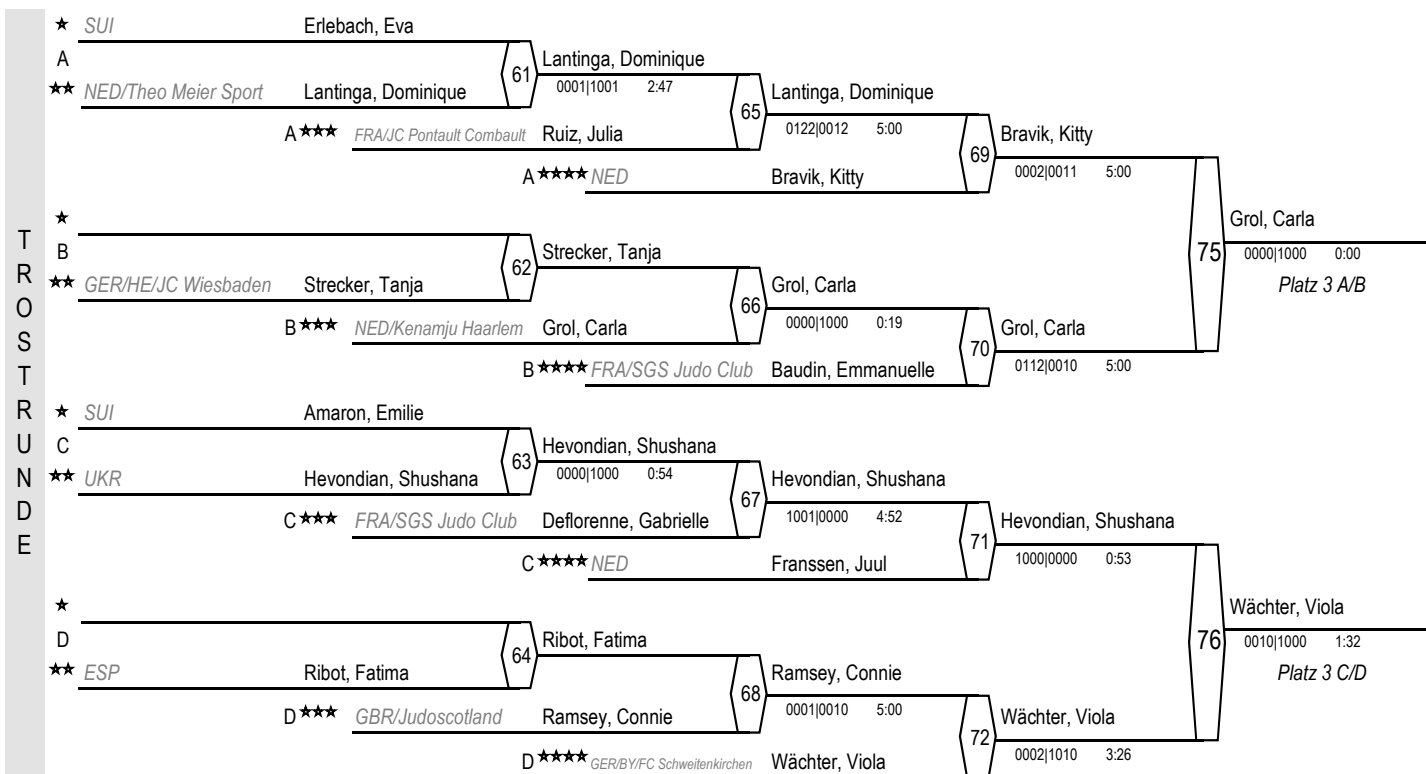 TROSTRUNDE
★ SUI Erlebach, Eva
A
★★ NED/Theo Meier Sport Lantinga, Dominique
61 Lantinga, Dominique
0001|1001 2:47
A ★★★ FRA/JC Pontault Combault Ruiz, Julia
65 Lantinga, Dominique
0122|0012 5:00
A ★★★★ NED Bravik, Kitty
69 Bravik, Kitty
0002|0011 5:00
★
B
★★ GER/HE/JC Wiesbaden Strecker, Tanja
62 Strecker, Tanja
B ★★★ NED/Kenamju Haarlem Grol, Carla
66 Grol, Carla
0000|1000 0:19
B ★★★★ FRA/SGS Judo Club Baudin, Emmanuelle
70 Grol, Carla
0112|0010 5:00
75 Grol, Carla
0000|1000 0:00
Platz 3 A/B
★ SUI Amaron, Emilie
C
★★ UKR Hevondian, Shushana
63 Hevondian, Shushana
0000|1000 0:54
C ★★★ FRA/SGS Judo Club Deflorenne, Gabrielle
67 Hevondian, Shushana
1001|0000 4:52
C ★★★★ NED Franssen, Juul
71 Hevondian, Shushana
1000|0000 0:53
★
D
★★ ESP Ribot, Fatima
64 Ribot, Fatima
D ★★★ GBR/Judoscotland Ramsey, Connie
68 Ramsey, Connie
0001|0010 5:00
D ★★★★ GER/BY/FC Schweitenkirchen Wächter, Viola
72 Wächter, Viola
0002|1010 3:26
76 Wächter, Viola
0010|1000 1:32
Platz 3 C/D